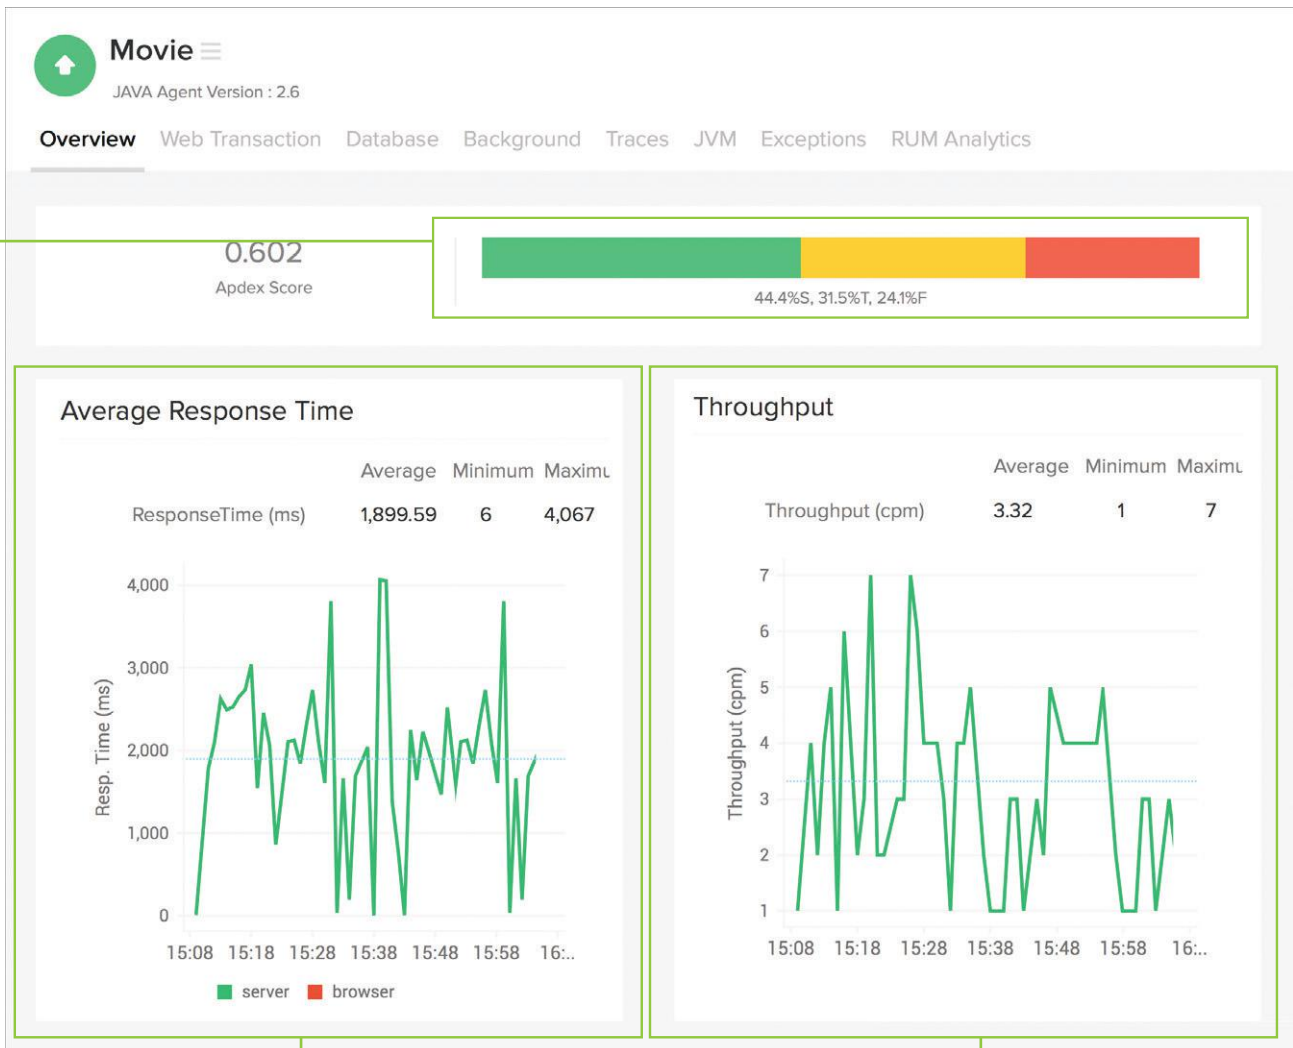 Movie
JAVA Agent Version : 2.6
Overview Web Transaction Database Background Traces JVM Exceptions RUM Analytics
0.602
Apdex Score
44.4%S, 31.5%T, 24.1%F
Average Response Time
Average Minimum Maximu
ResponseTime (ms) 1,899.59 6 4,067
4,000
3,000
2,000
1,000
0
Resp. Time (ms)
15:08 15:18 15:28 15:38 15:48 15:58 16:..
server browser
Throughput
Average Minimum Maximu
Throughput (cpm) 3.32 1 7
7
6
5
4
3
2
1
Throughput (cpm)
15:08 15:18 15:28 15:38 15:48 15:58 16:...